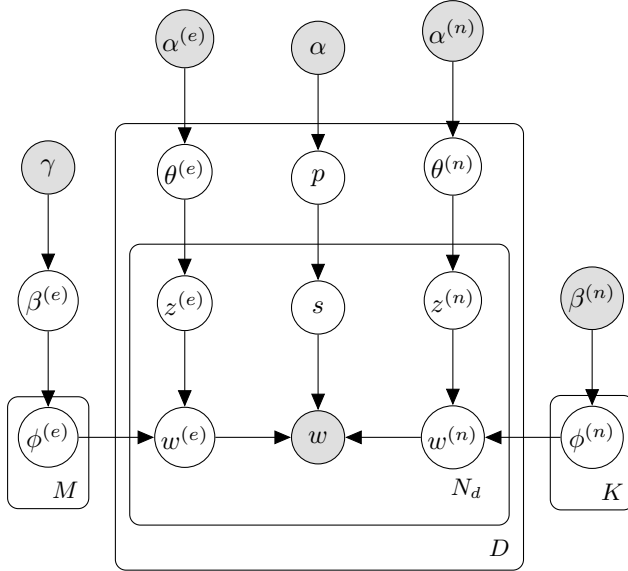 α^(e) α α^(n)
γ θ^(e) p θ^(n)
β^(e) z^(e) s z^(n) β^(n)
ϕ^(e) w^(e) w w^(n) ϕ^(n)
M N_d K
D